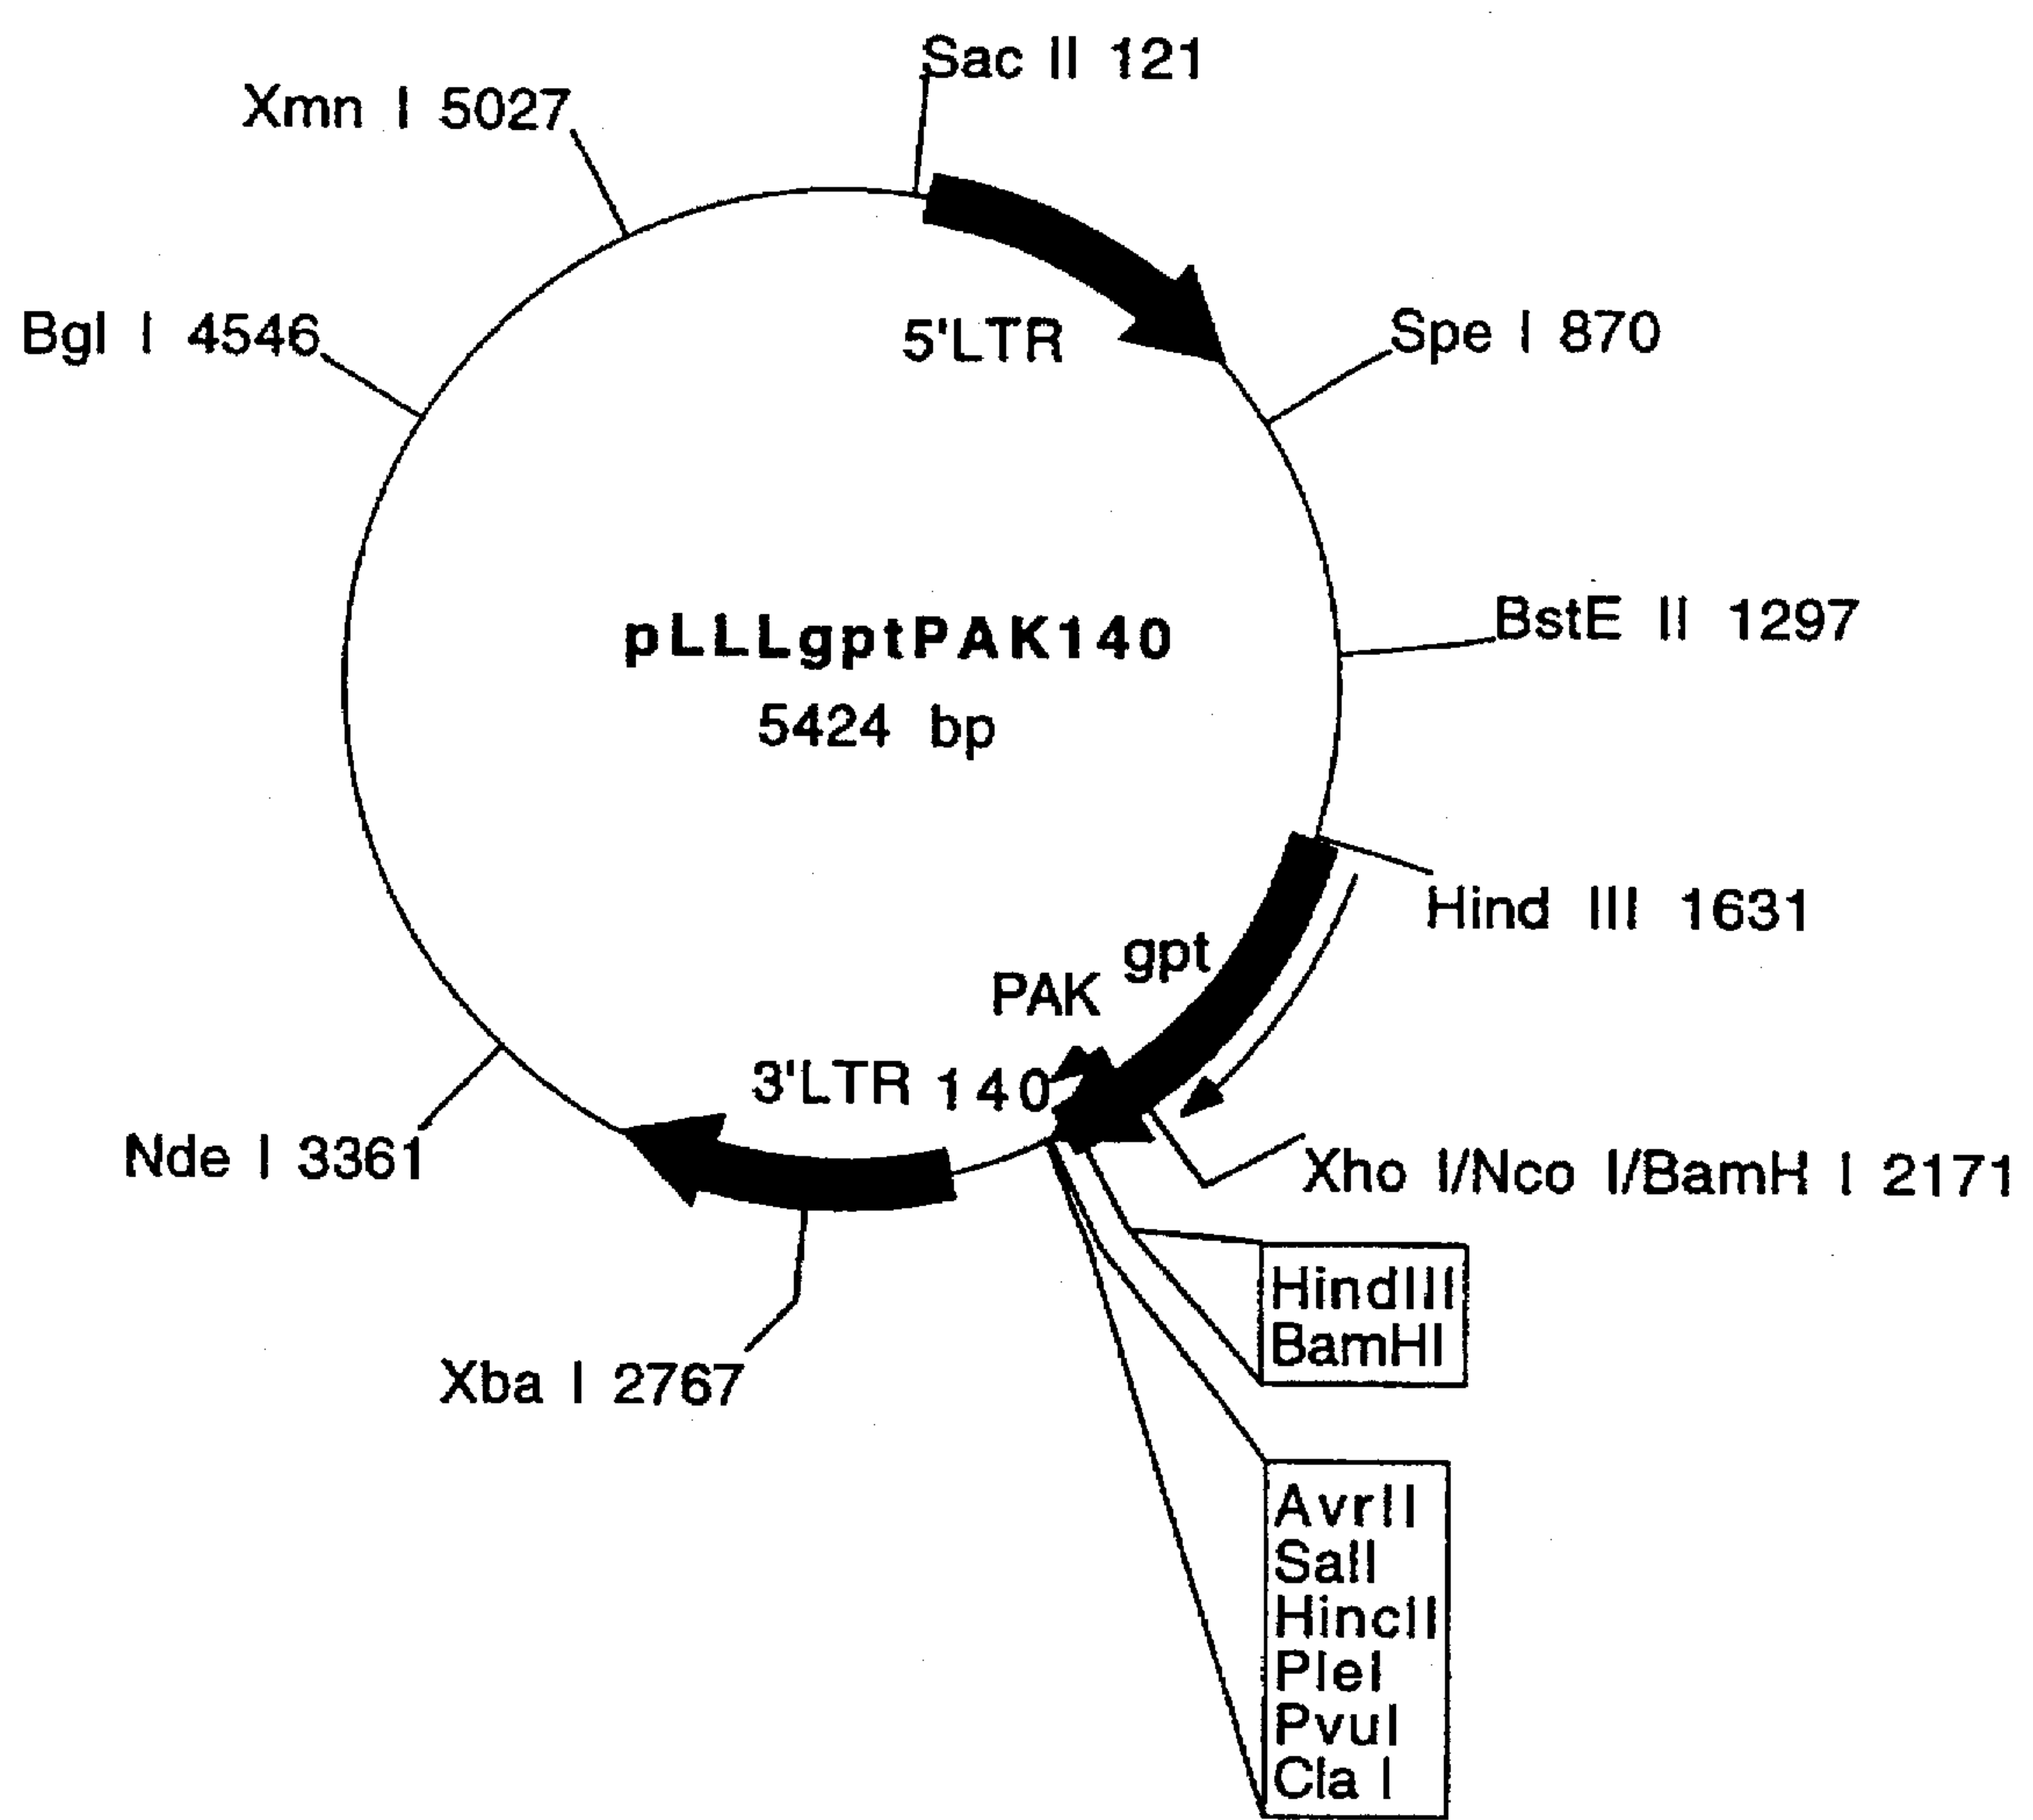 Sac II 121
Xmn I 5027
Bgl I 4546
5'LTR
Spe I 870
pLLLgptPAK140
5424 bp
BstE II 1297
Hind III 1631
gpt
PAK
3'LTR
140
Nde I 3361
Xho I/Nco I/BamH I 2171
HindIII
BamHI
Xba I 2767
AvrII
SalI
HincII
PleI
PvuI
Cla I